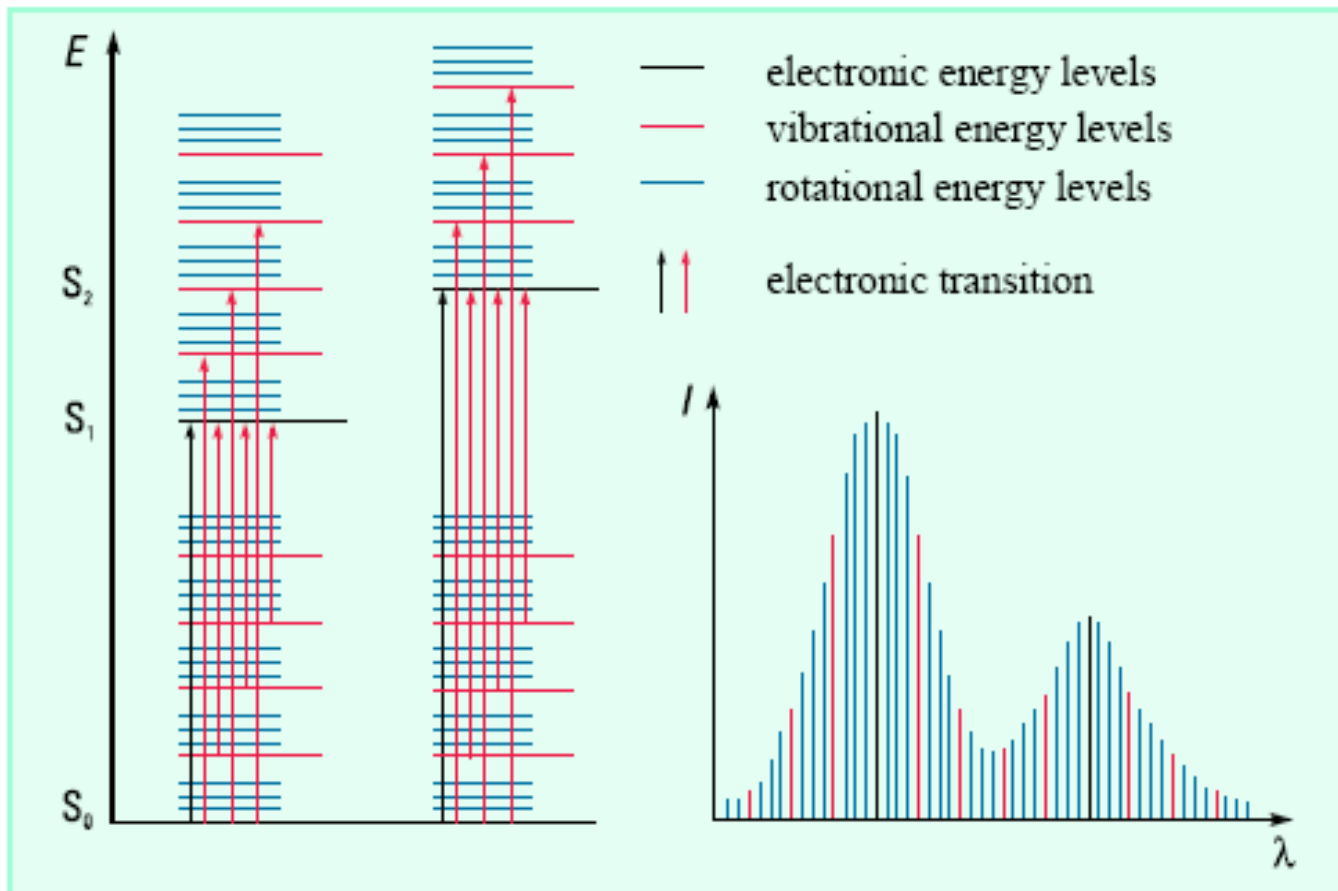 E
electronic energy levels
vibrational energy levels
rotational energy levels
electronic transition
S₂
S₁
S₀
I
λ